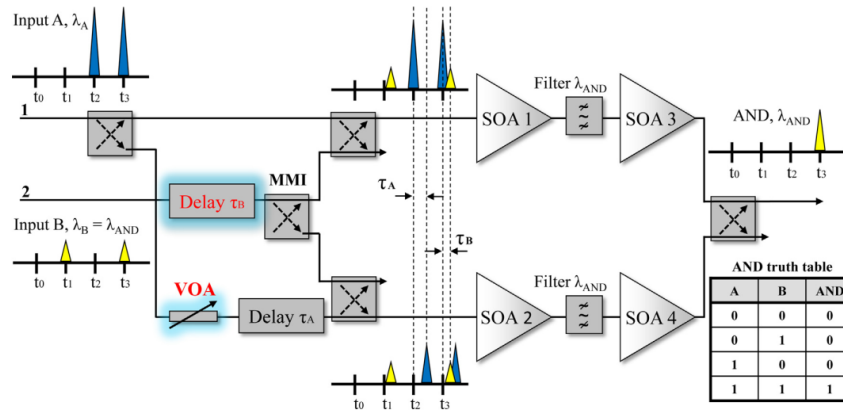 Input A, λA
t0 t1 t2 t3
1
2
Input B, λB = λAND
t0 t1 t2 t3
Delay τB
MMI
VOA
Delay τA
t0 t1 t2 t3
τA
τB
SOA 1
Filter λAND
SOA 3
SOA 2
Filter λAND
SOA 4
AND, λAND
t0 t1 t2 t3
AND truth table
A B AND
0 0 0
0 1 0
1 0 0
1 1 1